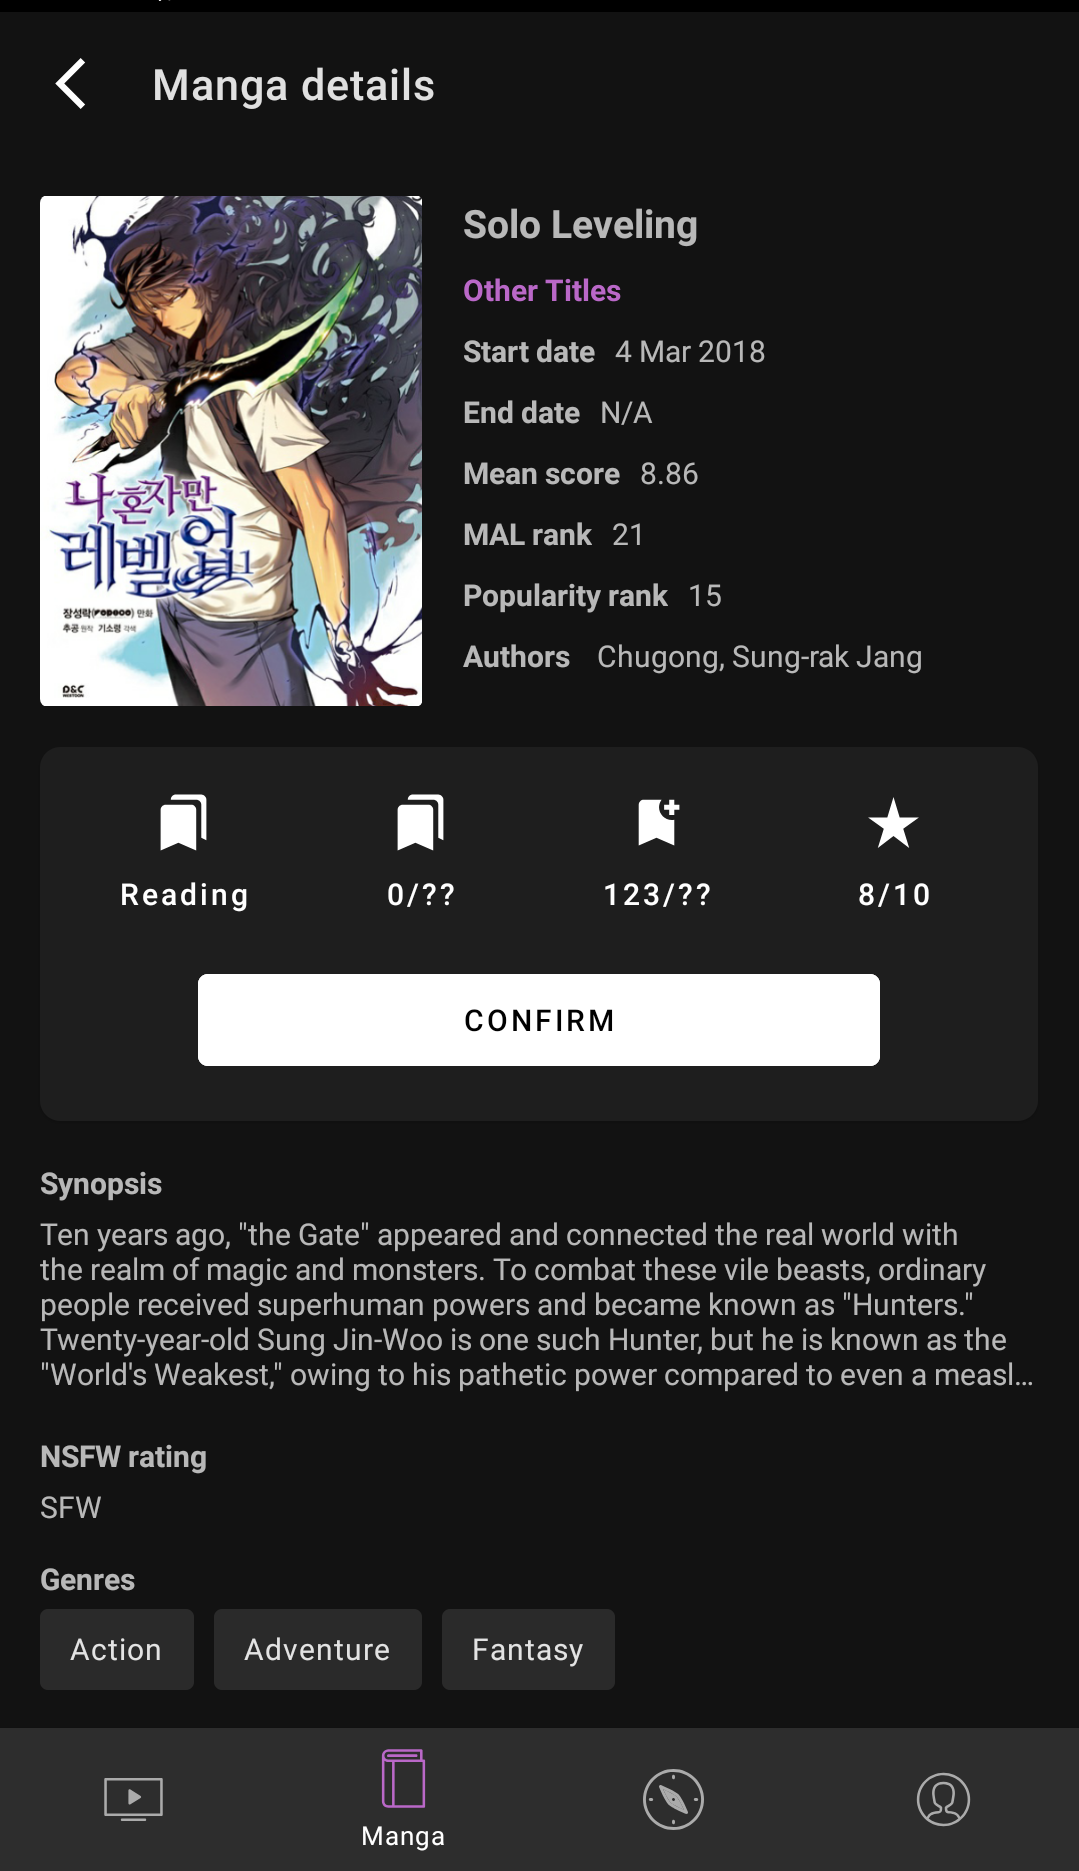 Manga details
Solo Leveling
Other Titles
Start date 4 Mar 2018
End date N/A
Mean score 8.86
MAL rank 21
Popularity rank 15
Authors Chugong, Sung-rak Jang
나 혼자만
레벨업 1
장성락(REDICE) 만화
추공 원작 기소령 각색
D&C
WEBTOON
Reading
0/??
123/??
8/10
CONFIRM
Synopsis
Ten years ago, "the Gate" appeared and connected the real world with
the realm of magic and monsters. To combat these vile beasts, ordinary
people received superhuman powers and became known as "Hunters."
Twenty-year-old Sung Jin-Woo is one such Hunter, but he is known as the
"World's Weakest," owing to his pathetic power compared to even a measl...
NSFW rating
SFW
Genres
Action
Adventure
Fantasy
Manga